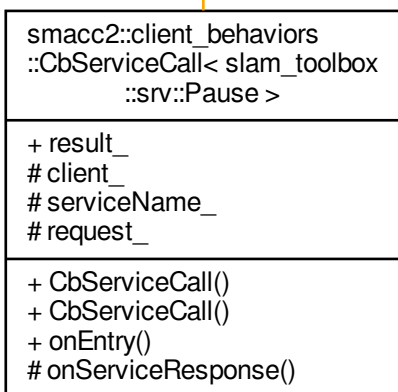 smacc2::client_behaviors
::CbServiceCall< slam_toolbox
::srv::Pause >
+ result_
# client_
# serviceName_
# request_
+ CbServiceCall()
+ CbServiceCall()
+ onEntry()
# onServiceResponse()